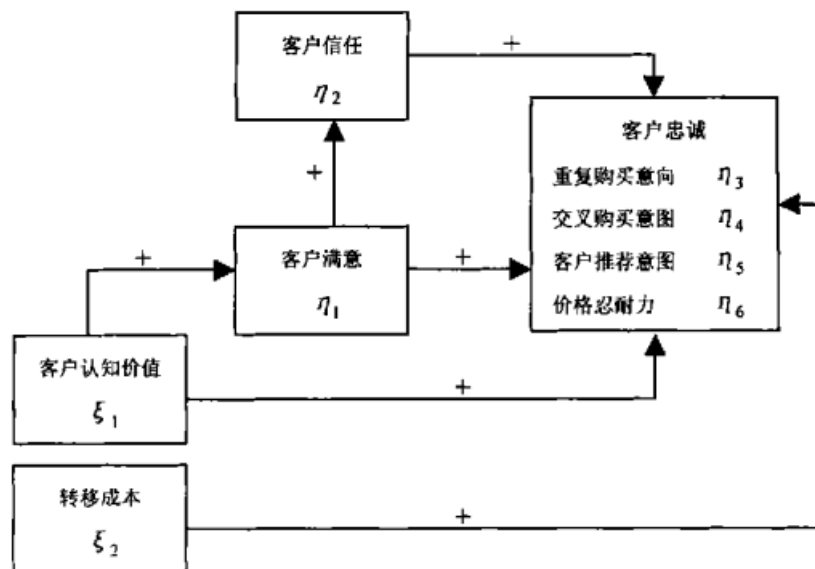 客户信任
η2
+
+
客户忠诚
重复购买意向 η3
交叉购买意图 η4
客户推荐意图 η5
价格忍耐力 η6
+
客户满意
η1
+
客户认知价值
ξ1
+
转移成本
ξ2
+